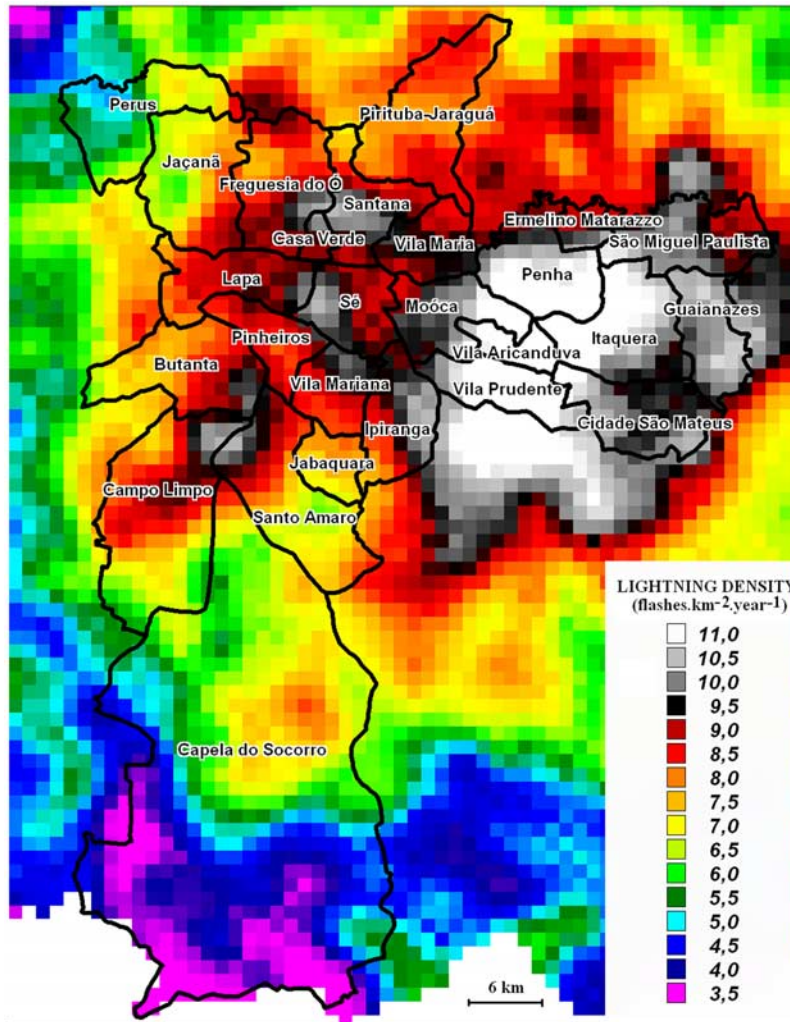 Perus
Pirituba-Jaraguá
Jaçanã
Freguesia do Ó
Santana
Ermelino Matarazzo
Casa Verde
Vila Maria
São Miguel Paulista
Lapa
Penha
Sé
Moóca
Guaianazes
Pinheiros
Itaquera
Vila Aricanduva
Butanta
Vila Mariana
Vila Prudente
Ipiranga
Cidade São Mateus
Jabaquara
Campo Limpo
Santo Amaro
Capela do Socorro
LIGHTNING DENSITY
(flashes.km-2.year-1)
11,0
10,5
10,0
9,5
9,0
8,5
8,0
7,5
7,0
6,5
6,0
5,5
5,0
4,5
4,0
3,5
6 km